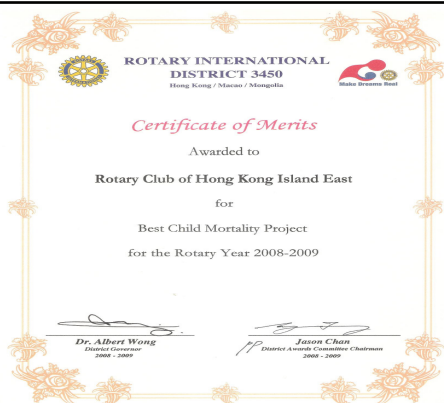 ROTARY INTERNATIONAL
DISTRICT 3450
Hong Kong / Macao / Mongolia
Make Dreams Real
Certificate of Merits
Awarded to
Rotary Club of Hong Kong Island East
for
Best Child Mortality Project
for the Rotary Year 2008-2009
Dr. Albert Wong
District Governor
2008 - 2009
PP Jason Chan
District Awards Committee Chairman
2008 - 2009